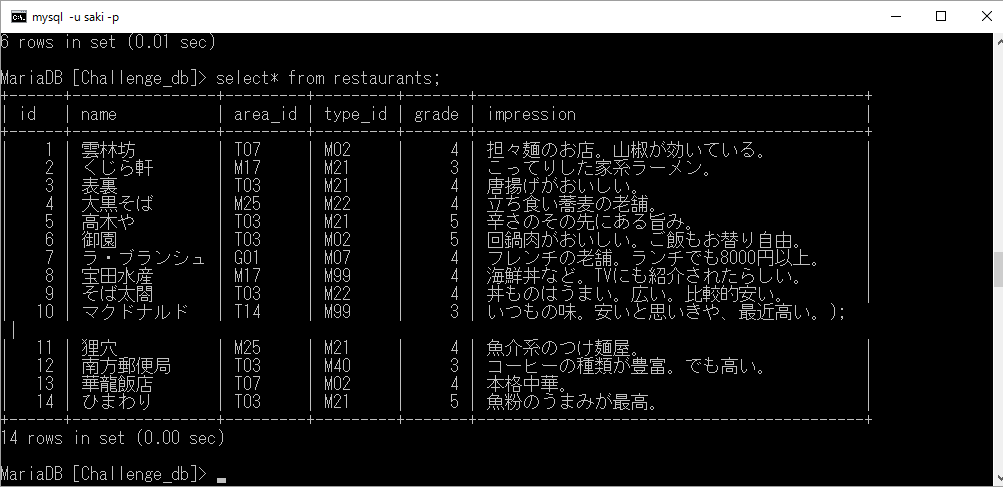 mysql -u saki -p
6 rows in set (0.01 sec)
MariaDB [Challenge_db]> select* from restaurants;
+------+---------------+---------+---------+-------+--------------------------------------------+
| id | name | area_id | type_id | grade | impression |
+------+---------------+---------+---------+-------+--------------------------------------------+
| 1 | 雲林坊 | T07 | M02 | 4 | 担々麺のお店。山椒が効いている。 |
| 2 | くじら軒 | M17 | M21 | 3 | こってりした家系ラーメン。 |
| 3 | 表裏 | T03 | M21 | 4 | 唐揚げがおいしい。 |
| 4 | 大黒そば | M25 | M22 | 4 | 立ち食い蕎麦の老舗。 |
| 5 | 高木や | T03 | M21 | 5 | 辛さのその先にある旨み。 |
| 6 | 御園 | T03 | M02 | 5 | 回鍋肉がおいしい。ご飯もお替り自由。 |
| 7 | ラ・ブランシュ | G01 | M07 | 4 | フレンチの老舗。ランチでも8000円以上。 |
| 8 | 宝田水産 | M17 | M99 | 4 | 海鮮丼など。TVにも紹介されたらしい。 |
| 9 | そば太閤 | T03 | M22 | 4 | 丼ものはうまい。広い。比較的安い。 |
| 10 | マクドナルド | T14 | M99 | 3 | いつもの味。安いと思いきや、最近高い。);
|
| 11 | 狸穴 | M25 | M21 | 4 | 魚介系のつけ麺屋。 |
| 12 | 南方郵便局 | T03 | M40 | 3 | コーヒーの種類が豊富。でも高い。 |
| 13 | 華龍飯店 | T07 | M02 | 4 | 本格中華。 |
| 14 | ひまわり | T03 | M21 | 5 | 魚粉のうまみが最高。 |
+------+---------------+---------+---------+-------+--------------------------------------------+
14 rows in set (0.00 sec)
MariaDB [Challenge_db]> _